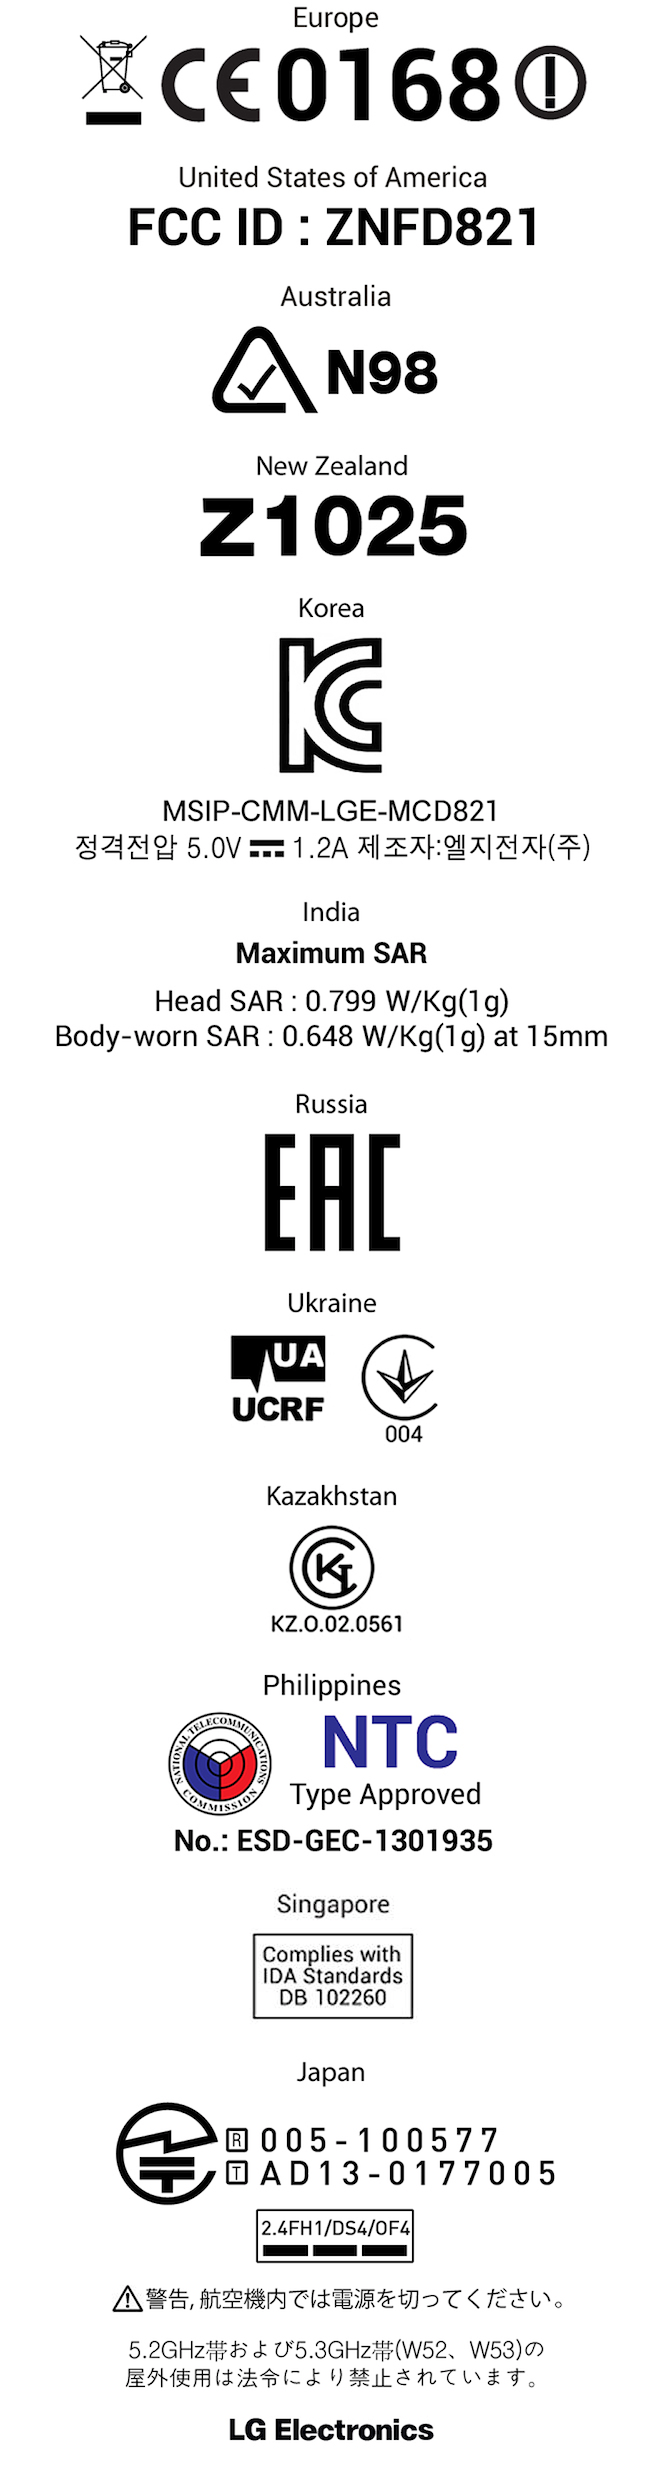 Europe
CE0168
United States of America
FCC ID : ZNFD821
Australia
N98
New Zealand
Z1025
Korea
KC
MSIP-CMM-LGE-MCD821
정격전압 5.0V 1.2A 제조자:엘지전자(주)
India
Maximum SAR
Head SAR : 0.799 W/Kg(1g)
Body-worn SAR : 0.648 W/Kg(1g) at 15mm
Russia
EAC
Ukraine
UA
UCRF
004
Kazakhstan
KZ.O.02.0561
Philippines
NATIONAL TELECOMMUNICATIONS COMMISSION
NTC
Type Approved
No.: ESD-GEC-1301935
Singapore
Complies with
IDA Standards
DB 102260
Japan
R 005-100577
T AD13-0177005
2.4FH1/DS4/OF4
警告, 航空機内では電源を切ってください。
5.2GHz帯および5.3GHz帯(W52、W53)の
屋外使用は法令により禁止されています。
LG Electronics